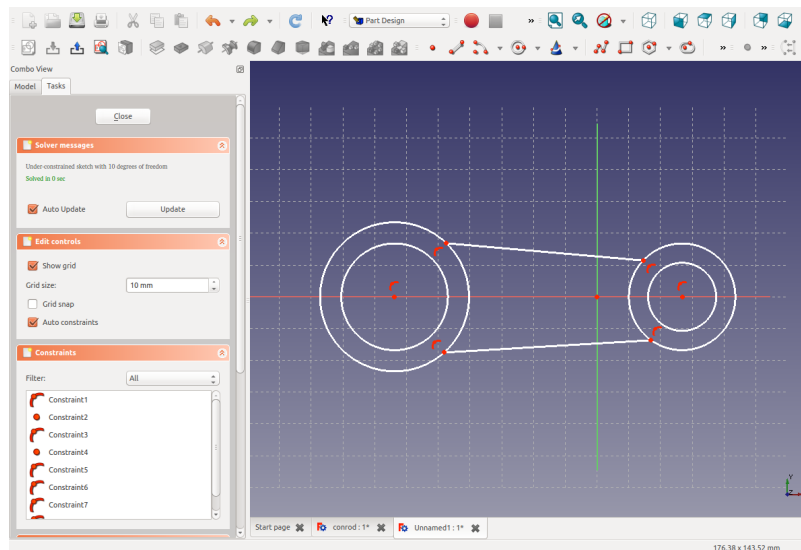 Part Design
»
Combo View
Model Tasks
Close
Solver messages
Under-constrained sketch with 10 degrees of freedom
Solved in 0 sec
Auto Update Update
Edit controls
Show grid
Grid size: 10 mm
Grid snap
Auto constraints
Constraints
Filter: All
Constraint1
Constraint2
Constraint3
Constraint4
Constraint5
Constraint6
Constraint7
Y
Z
Start page conrod : 1* Unnamed1 : 1*
176.38 x 143.52 mm